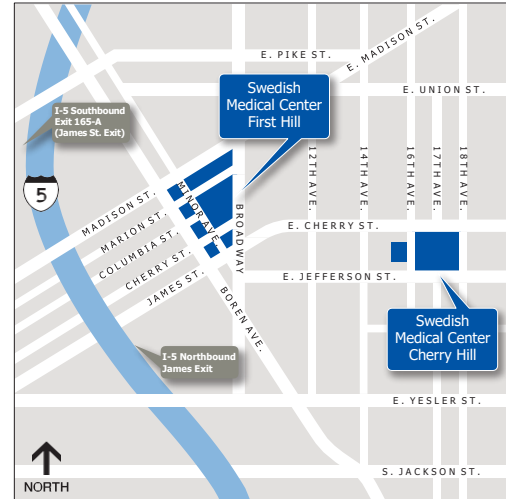 E. PIKE ST.
E. MADISON ST.
E. UNION ST.
Swedish
Medical Center
First Hill
I-5 Southbound
Exit 165-A
(James St. Exit)
5
12TH AVE.
14TH AVE.
16TH AVE.
17TH AVE.
18TH AVE.
MADISON ST.
MARION ST.
COLUMBIA ST.
CHERRY ST.
JAMES ST.
MINOR AVE.
BROADWAY
BOREN AVE.
E. CHERRY ST.
E. JEFFERSON ST.
Swedish
Medical Center
Cherry Hill
I-5 Northbound
James Exit
E. YESLER ST.
S. JACKSON ST.
NORTH